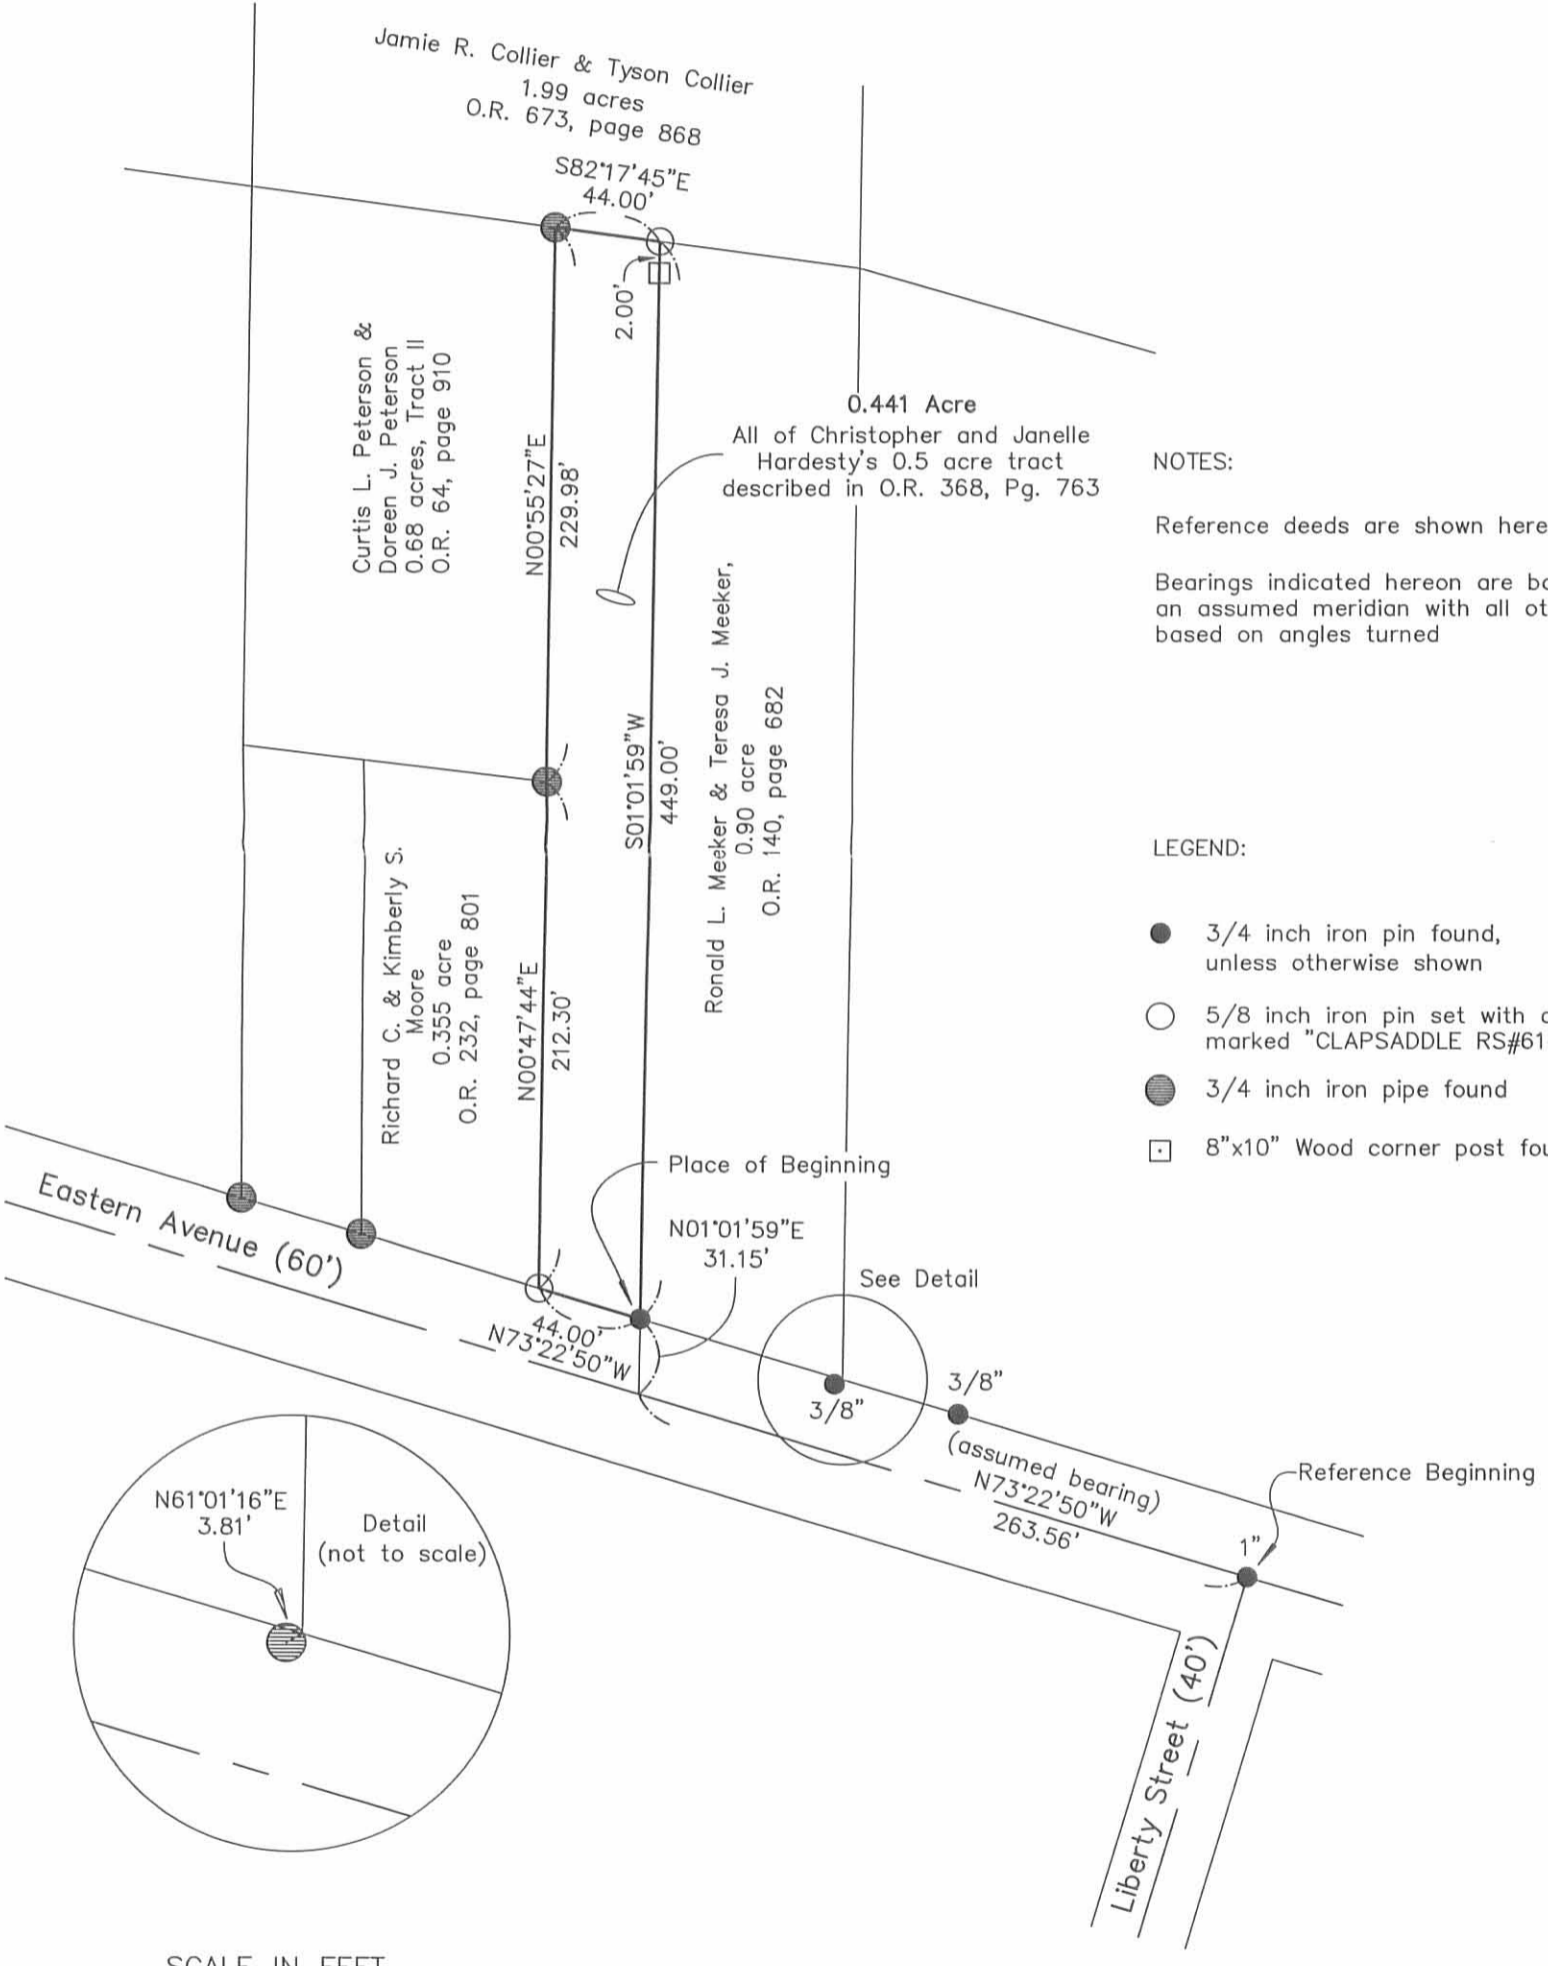 Jamie R. Collier & Tyson Collier
1.99 acres
O.R. 673, page 868
S82°17'45"E
44.00'
2.00'
Curtis L. Peterson &
Doreen J. Peterson
0.68 acres, Tract II
O.R. 64, page 910
N00°55'27"E
229.98'
0.441 Acre
All of Christopher and Janelle
Hardesty's 0.5 acre tract
described in O.R. 368, Pg. 763
NOTES:
Reference deeds are shown here
Bearings indicated hereon are
an assumed meridian with all
based on angles turned
S01°01'59"W
449.00'
Ronald L. Meeker & Teresa J. Meeker,
0.90 acre
O.R. 140, page 682
Richard C. & Kimberly S.
Moore
0.355 acre
O.R. 232, page 801
N00°47'44"E
212.30'
LEGEND:
3/4 inch iron pin found,
unless otherwise shown
5/8 inch iron pin set with
marked "CLAPSADDLE RS#61
3/4 inch iron pipe found
8"x10" Wood corner post
Place of Beginning
N01°01'59"E
31.15'
Eastern Avenue (60')
44.00'
N73°22'50"W
See Detail
3/8"
3/8"
(assumed bearing)
N73°22'50"W
263.56'
Reference Beginning
1"
N61°01'16"E
3.81'
Detail
(not to scale)
Liberty Street (40')
SCALE IN FEET